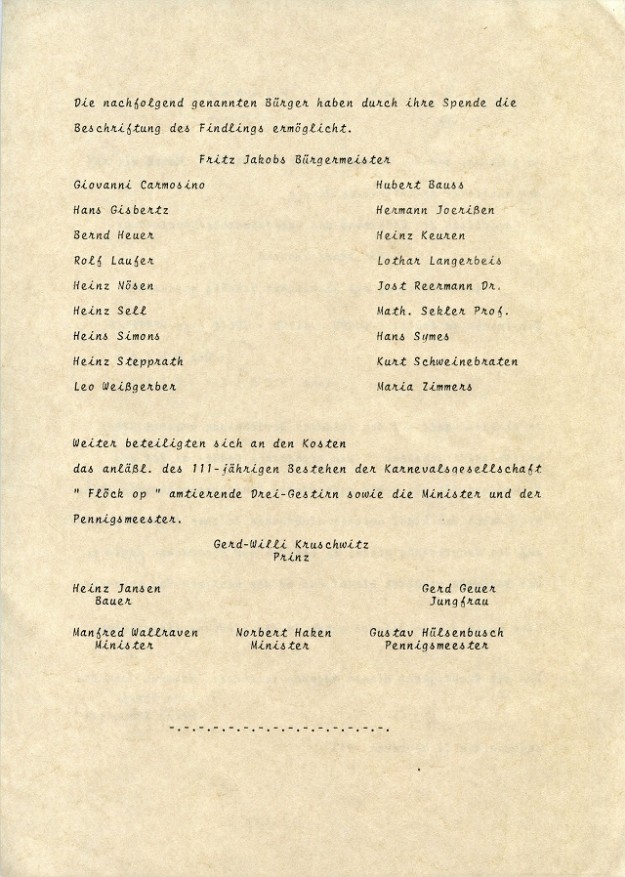 Die nachfolgend genannten Bürger haben durch ihre Spende die
Beschriftung des Findlings ermöglicht.
Fritz Jakobs Bürgermeister
Giovanni Carmosino Hubert Bauss
Hans Gisbertz Hermann Joerißen
Bernd Heuer Heinz Keuren
Rolf Laufer Lothar Langerbeis
Heinz Nösen Jost Reermann Dr.
Heinz Sell Math. Sekler Prof.
Heins Simons Hans Symes
Heinz Stepprath Kurt Schweinebraten
Leo Weißgerber Maria Zimmers
Weiter beteiligten sich an den Kosten
das anläßl. des 111-jährigen Bestehen der Karnevalsgesellschaft
" Flöck op " amtierende Drei-Gestirn sowie die Minister und der
Pennigsmeester.
Gerd-Willi Kruschwitz
Prinz
Heinz Jansen Gerd Geuer
Bauer Jungfrau
Manfred Wallraven Norbert Haken Gustav Hülsenbusch
Minister Minister Pennigsmeester
-.-.-.-.-.-.-.-.-.-.-.-.-.-.-.